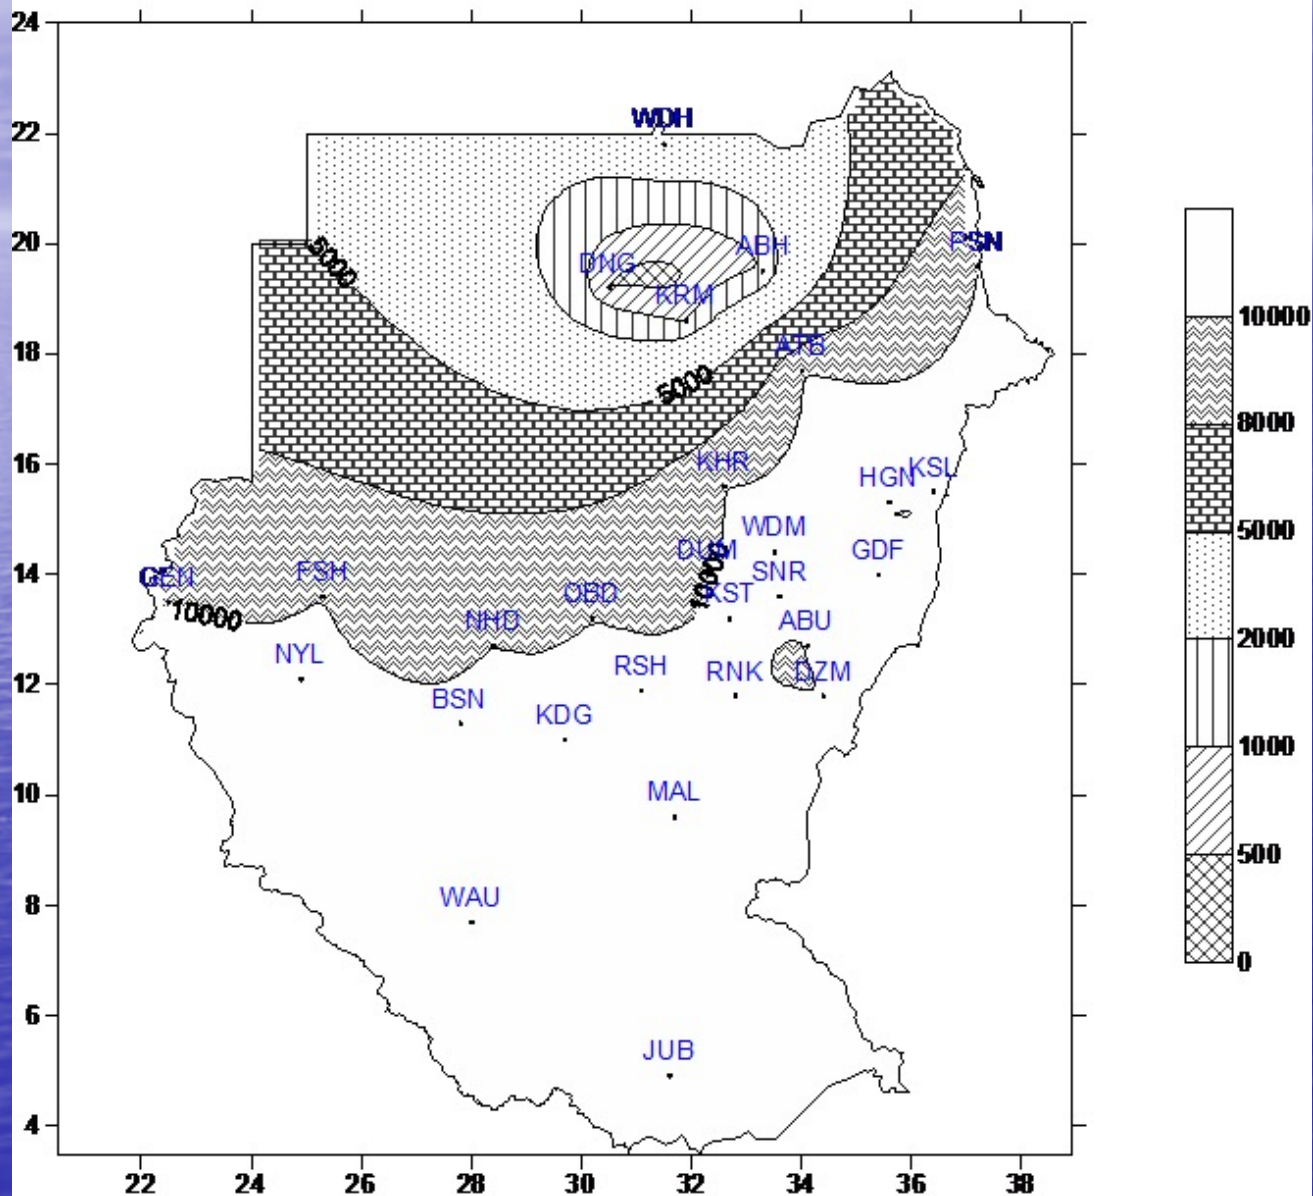 24
WDH
22
20
ABH
PSN
DNG
5000
KRM
10000
18
ATB
5000
8000
16
KHR
HGN
KSL
WDM
5000
DUM
GDF
14
GEN
FSH
SNR
10000
OBD
KST
2000
10000
NHD
ABU
NYL
RSH
RNK
DZM
12
BSN
KDG
1000
10
MAL
500
8
WAU
0
6
JUB
4
22 24 26 28 30 32 34 36 38